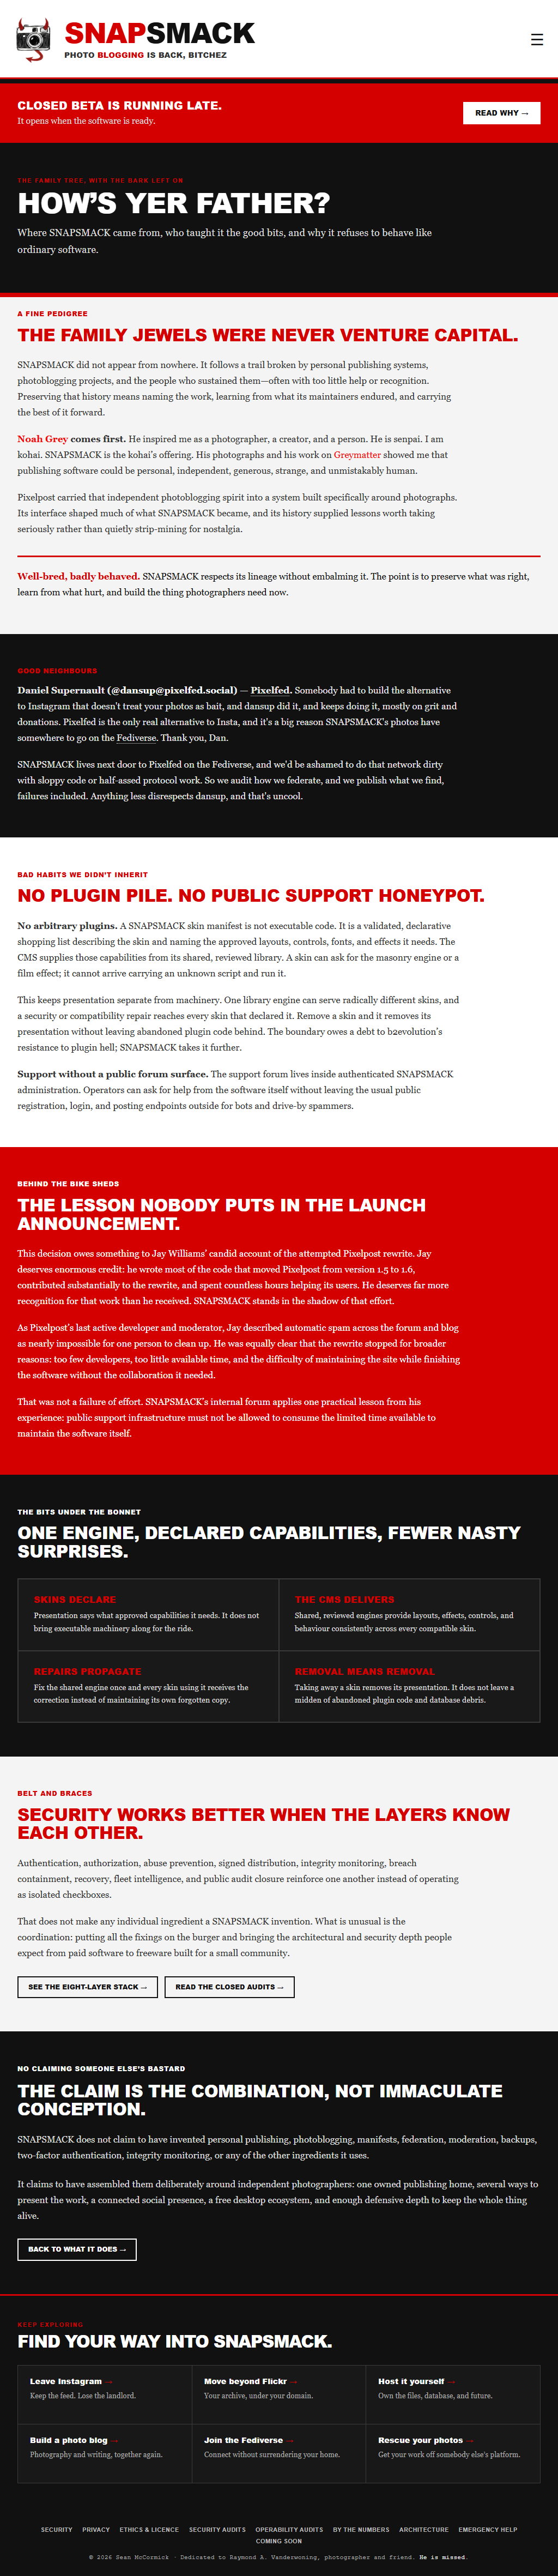 SNAPSMACK
PHOTO BLOGGING IS BACK, BITCHEZ
☰
CLOSED BETA IS RUNNING LATE.
It opens when the software is ready.
READ WHY →
THE FAMILY TREE, WITH THE BARK LEFT ON
HOW'S YER FATHER?
Where SNAPSMACK came from, who taught it the good bits, and why it refuses to behave like
ordinary software.
A FINE PEDIGREE
THE FAMILY JEWELS WERE NEVER VENTURE CAPITAL.
SNAPSMACK did not appear from nowhere. It follows a trail broken by personal publishing systems,
photoblogging projects, and the people who sustained them—often with too little help or recognition.
Preserving that history means naming the work, learning from what its maintainers endured, and carrying
the best of it forward.
Noah Grey comes first. He inspired me as a photographer, a creator, and a person. He is senpai. I am
kohai. SNAPSMACK is the kohai's offering. His photographs and his work on Greymatter showed me that
publishing software could be personal, independent, generous, strange, and unmistakably human.
Pixelpost carried that independent photoblogging spirit into a system built specifically around photographs.
Its interface shaped much of what SNAPSMACK became, and its history supplied lessons worth taking
seriously rather than quietly strip-mining for nostalgia.
Well-bred, badly behaved. SNAPSMACK respects its lineage without embalming it. The point is to preserve what was right,
learn from what hurt, and build the thing photographers need now.
GOOD NEIGHBOURS
Daniel Supernault (@dansup@pixelfed.social) — Pixelfed. Somebody had to build the alternative
to Instagram that doesn't treat your photos as bait, and dansup did it, and keeps doing it, mostly on grit and
donations. Pixelfed is the only real alternative to Insta, and it's a big reason SNAPSMACK's photos have
somewhere to go on the Fediverse. Thank you, Dan.
SNAPSMACK lives next door to Pixelfed on the Fediverse, and we'd be ashamed to do that network dirty
with sloppy code or half-assed protocol work. So we audit how we federate, and we publish what we find,
failures included. Anything less disrespects dansup, and that's uncool.
BAD HABITS WE DIDN'T INHERIT
NO PLUGIN PILE. NO PUBLIC SUPPORT HONEYPOT.
No arbitrary plugins. A SNAPSMACK skin manifest is not executable code. It is a validated, declarative
shopping list describing the skin and naming the approved layouts, controls, fonts, and effects it needs. The
CMS supplies those capabilities from its shared, reviewed library. A skin can ask for the masonry engine or a
film effect; it cannot arrive carrying an unknown script and run it.
This keeps presentation separate from machinery. One library engine can serve radically different skins, and
a security or compatibility repair reaches every skin that declared it. Remove a skin and it removes its
presentation without leaving abandoned plugin code behind. The boundary owes a debt to b2evolution's
resistance to plugin hell; SNAPSMACK takes it further.
Support without a public forum surface. The support forum lives inside authenticated SNAPSMACK
administration. Operators can ask for help from the software itself without leaving the usual public
registration, login, and posting endpoints outside for bots and drive-by spammers.
BEHIND THE BIKE SHEDS
THE LESSON NOBODY PUTS IN THE LAUNCH
ANNOUNCEMENT.
This decision owes something to Jay Williams' candid account of the attempted Pixelpost rewrite. Jay
deserves enormous credit: he wrote most of the code that moved Pixelpost from version 1.5 to 1.6,
contributed substantially to the rewrite, and spent countless hours helping its users. He deserves far more
recognition for that work than he received. SNAPSMACK stands in the shadow of that effort.
As Pixelpost's last active developer and moderator, Jay described automatic spam across the forum and blog
as nearly impossible for one person to clean up. He was equally clear that the rewrite stopped for broader
reasons: too few developers, too little available time, and the difficulty of maintaining the site while finishing
the software without the collaboration it needed.
That was not a failure of effort. SNAPSMACK's internal forum applies one practical lesson from his
experience: public support infrastructure must not be allowed to consume the limited time available to
maintain the software itself.
THE BITS UNDER THE BONNET
ONE ENGINE, DECLARED CAPABILITIES, FEWER NASTY
SURPRISES.
SKINS DECLARE
Presentation says what approved capabilities it needs. It does not
bring executable machinery along for the ride.
THE CMS DELIVERS
Shared, reviewed engines provide layouts, effects, controls, and
behaviour consistently across every compatible skin.
REPAIRS PROPAGATE
Fix the shared engine once and every skin using it receives the
correction instead of maintaining its own forgotten copy.
REMOVAL MEANS REMOVAL
Taking away a skin removes its presentation. It does not leave a
midden of abandoned plugin code and database debris.
BELT AND BRACES
SECURITY WORKS BETTER WHEN THE LAYERS KNOW
EACH OTHER.
Authentication, authorization, abuse prevention, signed distribution, integrity monitoring, breach
containment, recovery, fleet intelligence, and public audit closure reinforce one another instead of operating
as isolated checkboxes.
That does not make any individual ingredient a SNAPSMACK invention. What is unusual is the
coordination: putting all the fixings on the burger and bringing the architectural and security depth people
expect from paid software to freeware built for a small community.
SEE THE EIGHT-LAYER STACK →
READ THE CLOSED AUDITS →
NO CLAIMING SOMEONE ELSE'S BASTARD
THE CLAIM IS THE COMBINATION, NOT IMMACULATE
CONCEPTION.
SNAPSMACK does not claim to have invented personal publishing, photoblogging, manifests, federation, moderation, backups,
two-factor authentication, integrity monitoring, or any of the other ingredients it uses.
It claims to have assembled them deliberately around independent photographers: one owned publishing home, several ways to
present the work, a connected social presence, a free desktop ecosystem, and enough defensive depth to keep the whole thing
alive.
BACK TO WHAT IT DOES →
KEEP EXPLORING
FIND YOUR WAY INTO SNAPSMACK.
Leave Instagram →
Keep the feed. Lose the landlord.
Move beyond Flickr →
Your archive, under your domain.
Host it yourself →
Own the files, database, and future.
Build a photo blog →
Photography and writing, together again.
Join the Fediverse →
Connect without surrendering your home.
Rescue your photos →
Get your work off somebody else's platform.
SECURITY PRIVACY ETHICS & LICENCE SECURITY AUDITS OPERABILITY AUDITS BY THE NUMBERS ARCHITECTURE EMERGENCY HELP
COMING SOON
© 2026 Sean McCormick · Dedicated to Raymond A. Vanderwoning, photographer and friend. He is missed.